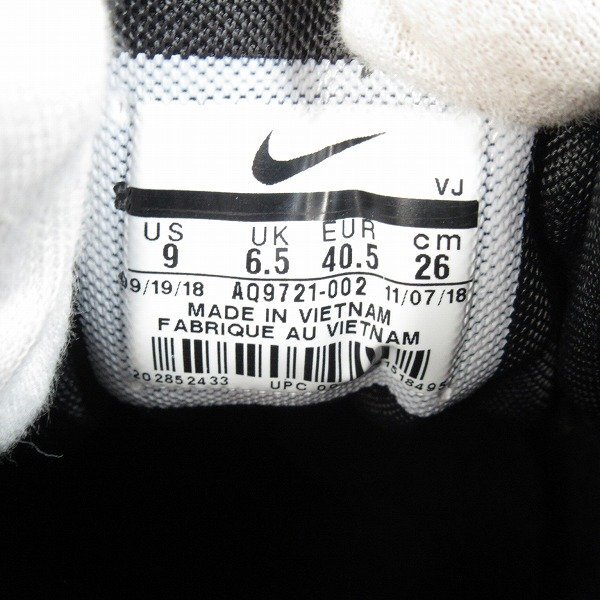 VJ
US UK EUR cm
9 6.5 40.5 26
09/19/18 AQ9721-002 11/07/18
MADE IN VIETNAM
FABRIQUE AU VIETNAM
202852433 UPC